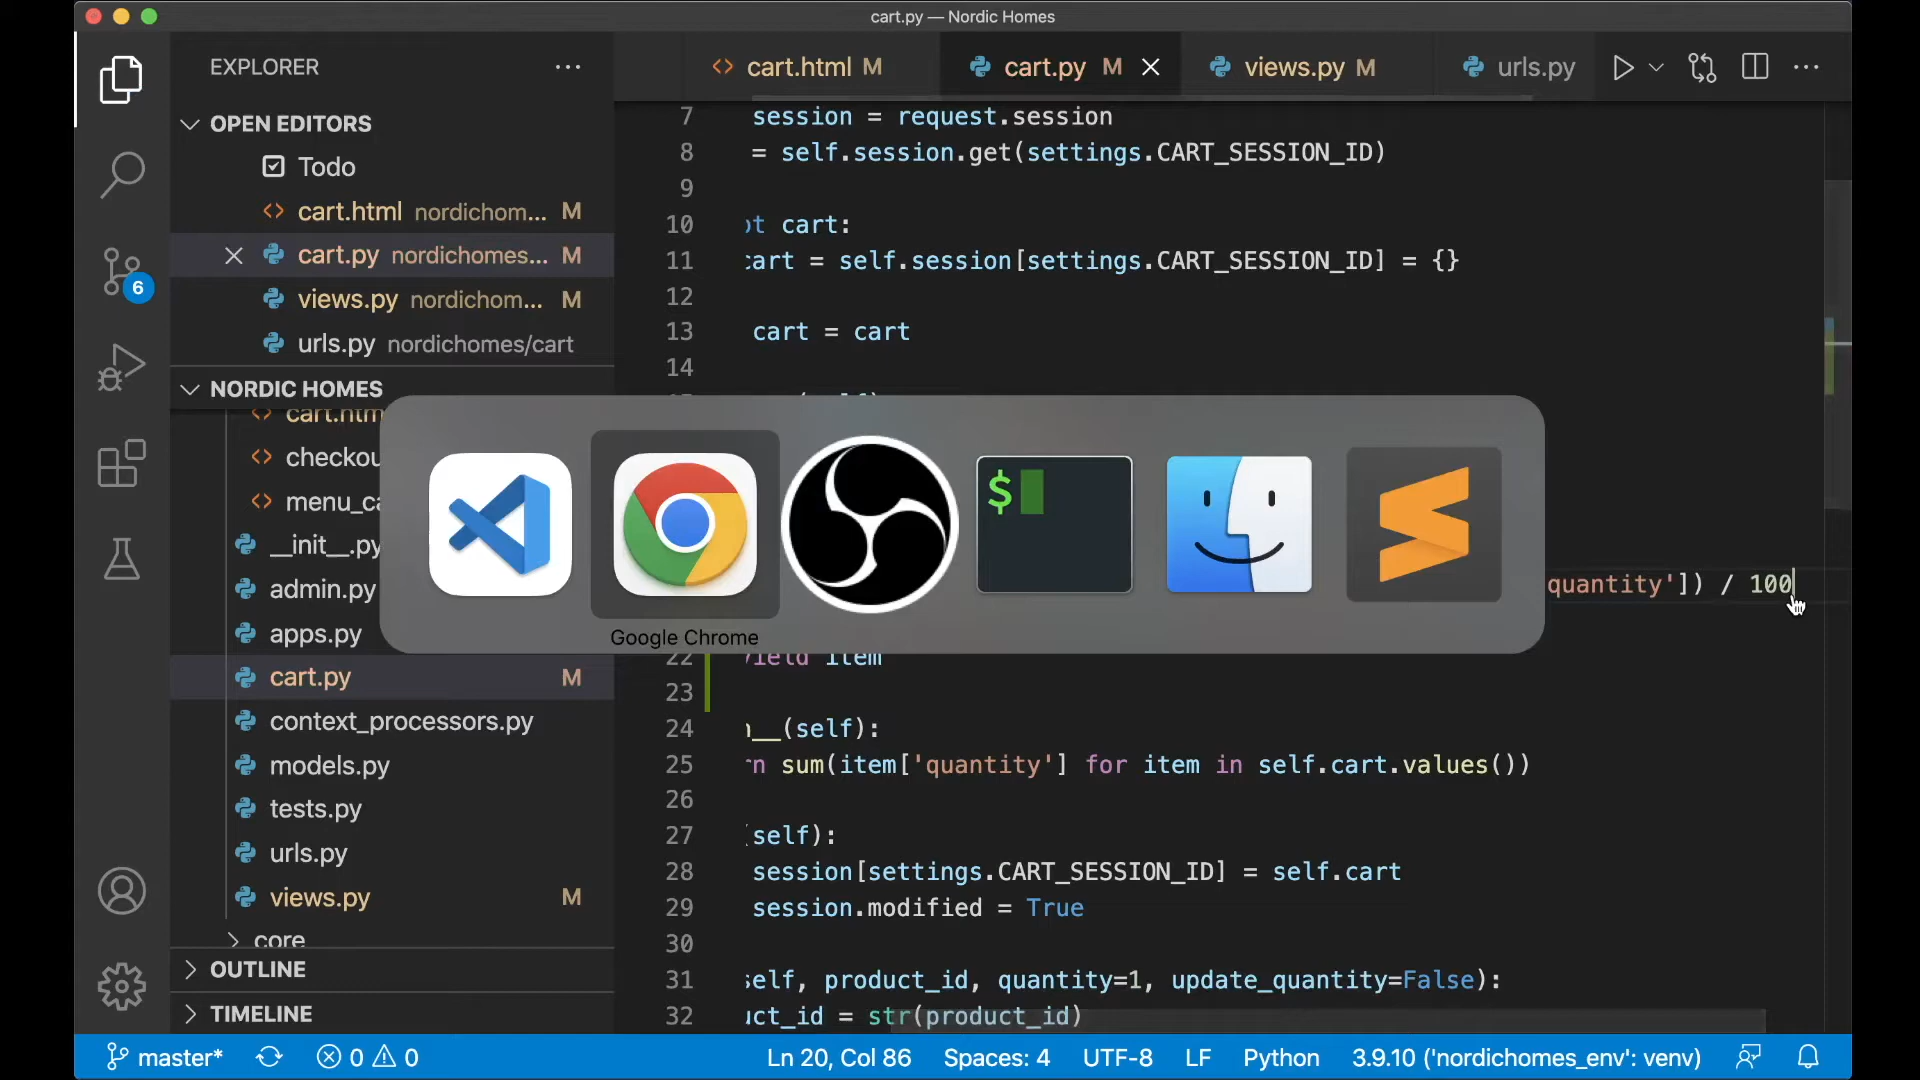 cart.py — Nordic Homes
EXPLORER
OPEN EDITORS
Todo
cart.html nordichom... M
cart.py nordichomes... M
views.py nordichom... M
urls.py nordichomes/cart
6
NORDIC HOMES
cart.htm
checkou
menu_ca
__init__.py
admin.py
apps.py
cart.py M
context_processors.py
models.py
tests.py
urls.py
views.py M
core
OUTLINE
TIMELINE
cart.html M
cart.py M
views.py M
urls.py
7 session = request.session
8 = self.session.get(settings.CART_SESSION_ID)
9
10 ot cart:
11 cart = self.session[settings.CART_SESSION_ID] = {}
12
13 cart = cart
14
quantity']) / 100
22 yield item
23
24 n__(self):
25 rn sum(item['quantity'] for item in self.cart.values())
26
27 (self):
28 session[settings.CART_SESSION_ID] = self.cart
29 session.modified = True
30
31 self, product_id, quantity=1, update_quantity=False):
32 uct_id = str(product_id)
$
Google Chrome
master* 0 0 Ln 20, Col 86 Spaces: 4 UTF-8 LF Python 3.9.10 ('nordichomes_env': venv)